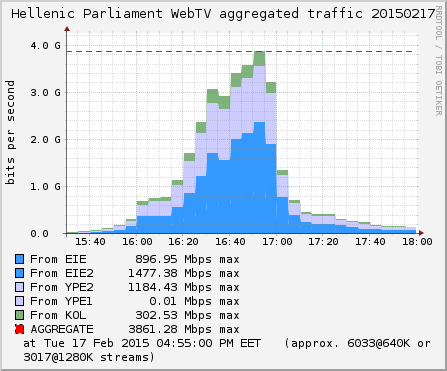 Hellenic Parliament WebTV aggregated traffic 20150217
RRDTOOL / TOBI OETIKER
bits per second
4.0 G
3.0 G
2.0 G
1.0 G
0.0
15:40 16:00 16:20 16:40 17:00 17:20 17:40 18:00
From EIE 896.95 Mbps max
From EIE2 1477.38 Mbps max
From YPE2 1184.43 Mbps max
From YPE1 0.01 Mbps max
From KOL 302.53 Mbps max
AGGREGATE 3861.28 Mbps max
at Tue 17 Feb 2015 04:55:00 PM EET (approx. 6033@640K or
3017@1280K streams)